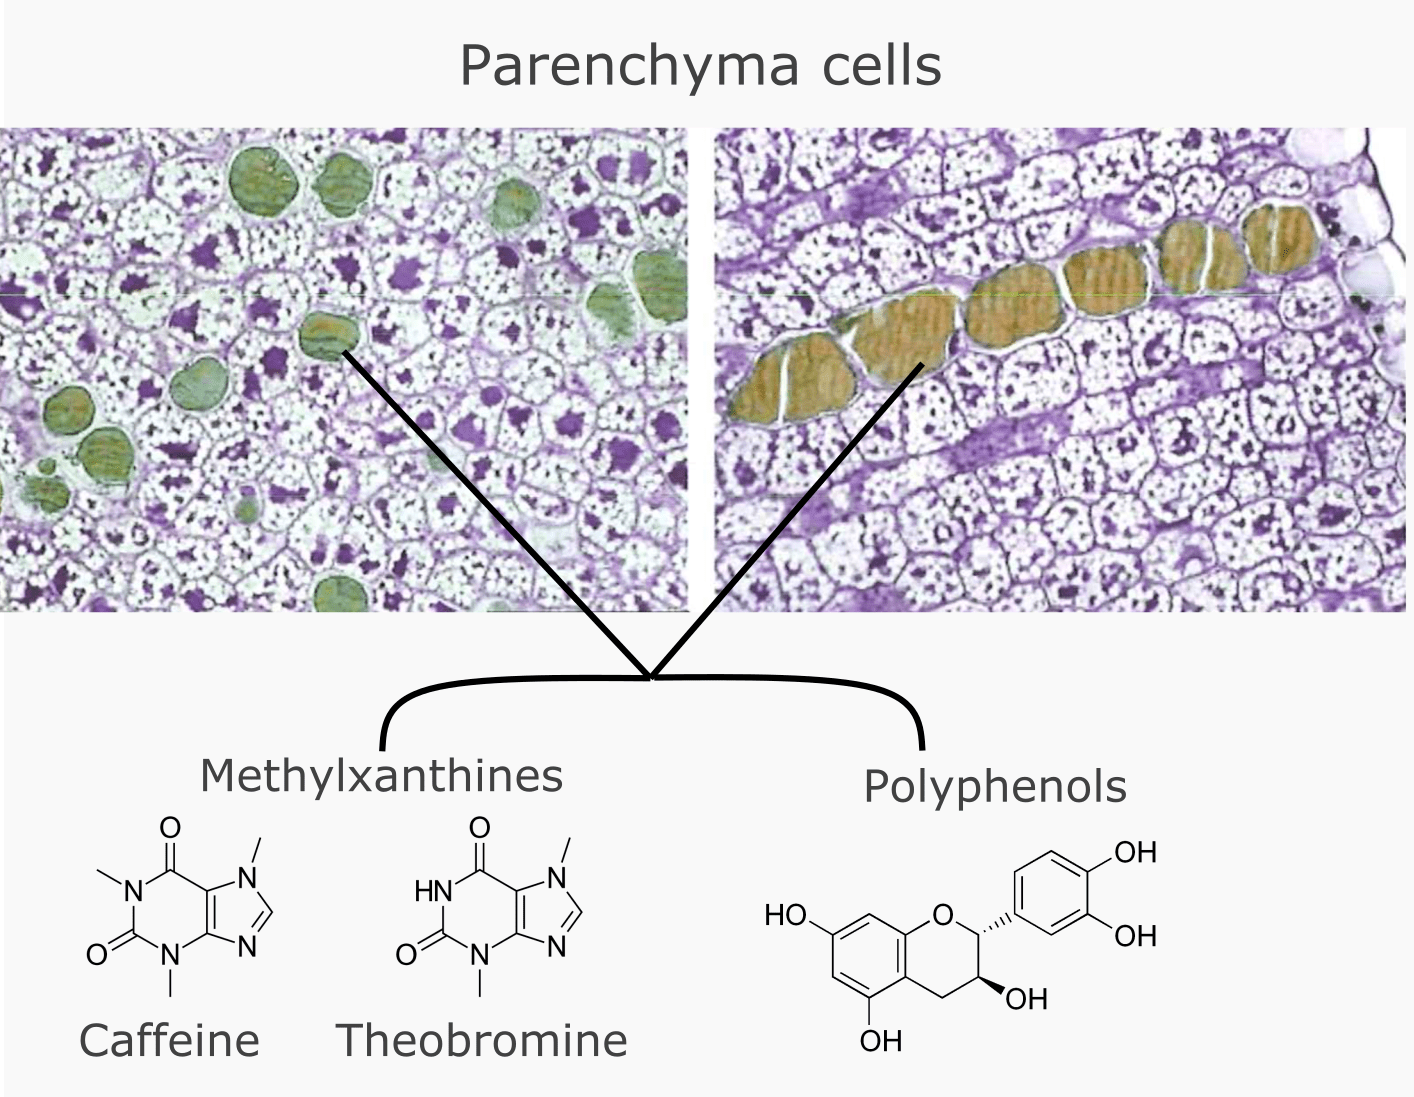 Parenchyma cells
Methylxanthines
Polyphenols
O
N
N
O
N
N
Caffeine
O
HN
N
O
N
N
Theobromine
OH
HO
O
OH
OH
OH